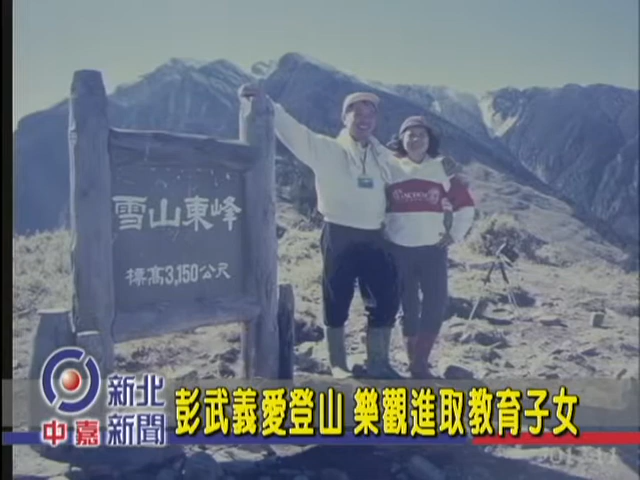 雪山東峰
標高3,150公尺
新北
中嘉新聞
彭武義愛登山 樂觀進取教育子女